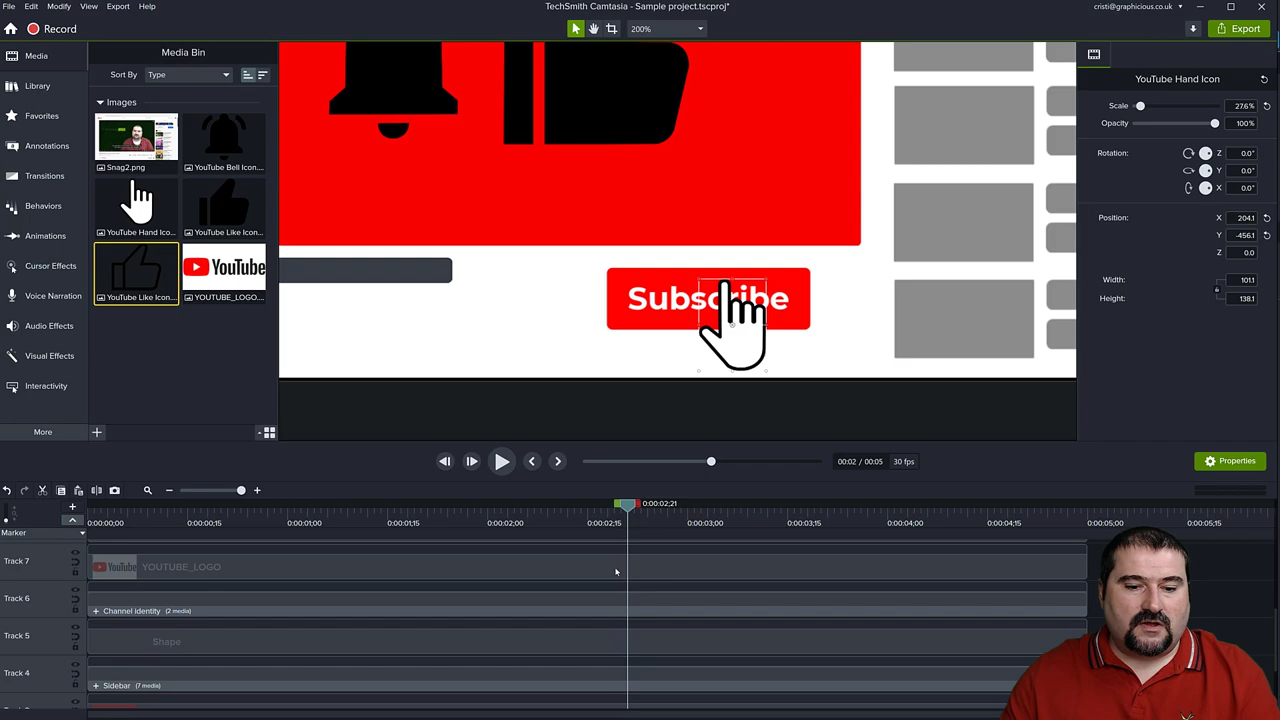 File Edit Modify View Export Help
TechSmith Camtasia - Sample project.tscproj*
cristi@graphicious.co.uk
Record
200%
Export
Media
Library
Favorites
Annotations
Transitions
Behaviors
Animations
Cursor Effects
Voice Narration
Audio Effects
Visual Effects
Interactivity
More
Media Bin
Sort By Type
Images
Snag2.png
YouTube Bell Icon....
YouTube Hand Ico...
YouTube Like Icon...
YouTube
YouTube Like Icon...
YOUTUBE_LOGO...
Subscribe
YouTube Hand Icon
Scale 27.6%
Opacity 100%
Rotation: Z 0.0°
Y 0.0°
X 0.0°
Position: X 204.1
Y -456.1
Z 0.0
Width: 101.1
Height: 138.1
00:02 / 00:05 30 fps
Properties
0:00:02;21
0:00:00;00 0:00:00;15 0:00:01;00 0:00:01;15 0:00:02;00 0:00:02;15 0:00:03;00 0:00:03;15 0:00:04;00 0:00:04;15 0:00:05;00 0:00:05;15
Marker
Track 7
YouTube YOUTUBE_LOGO
Track 6
Channel identity (2 media)
Track 5
Shape
Track 4
Sidebar (7 media)